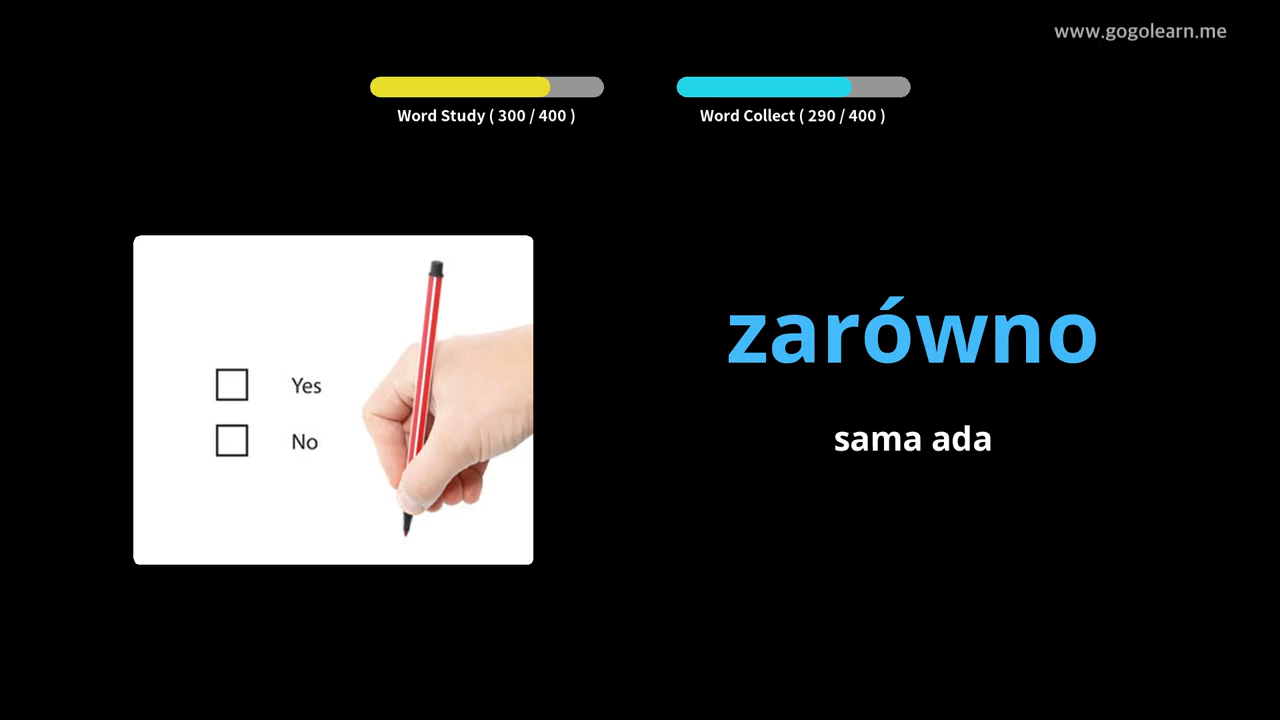 www.gogolearn.me
Word Study ( 300 / 400 )
Word Collect ( 290 / 400 )
Yes
No
zarówno
sama ada